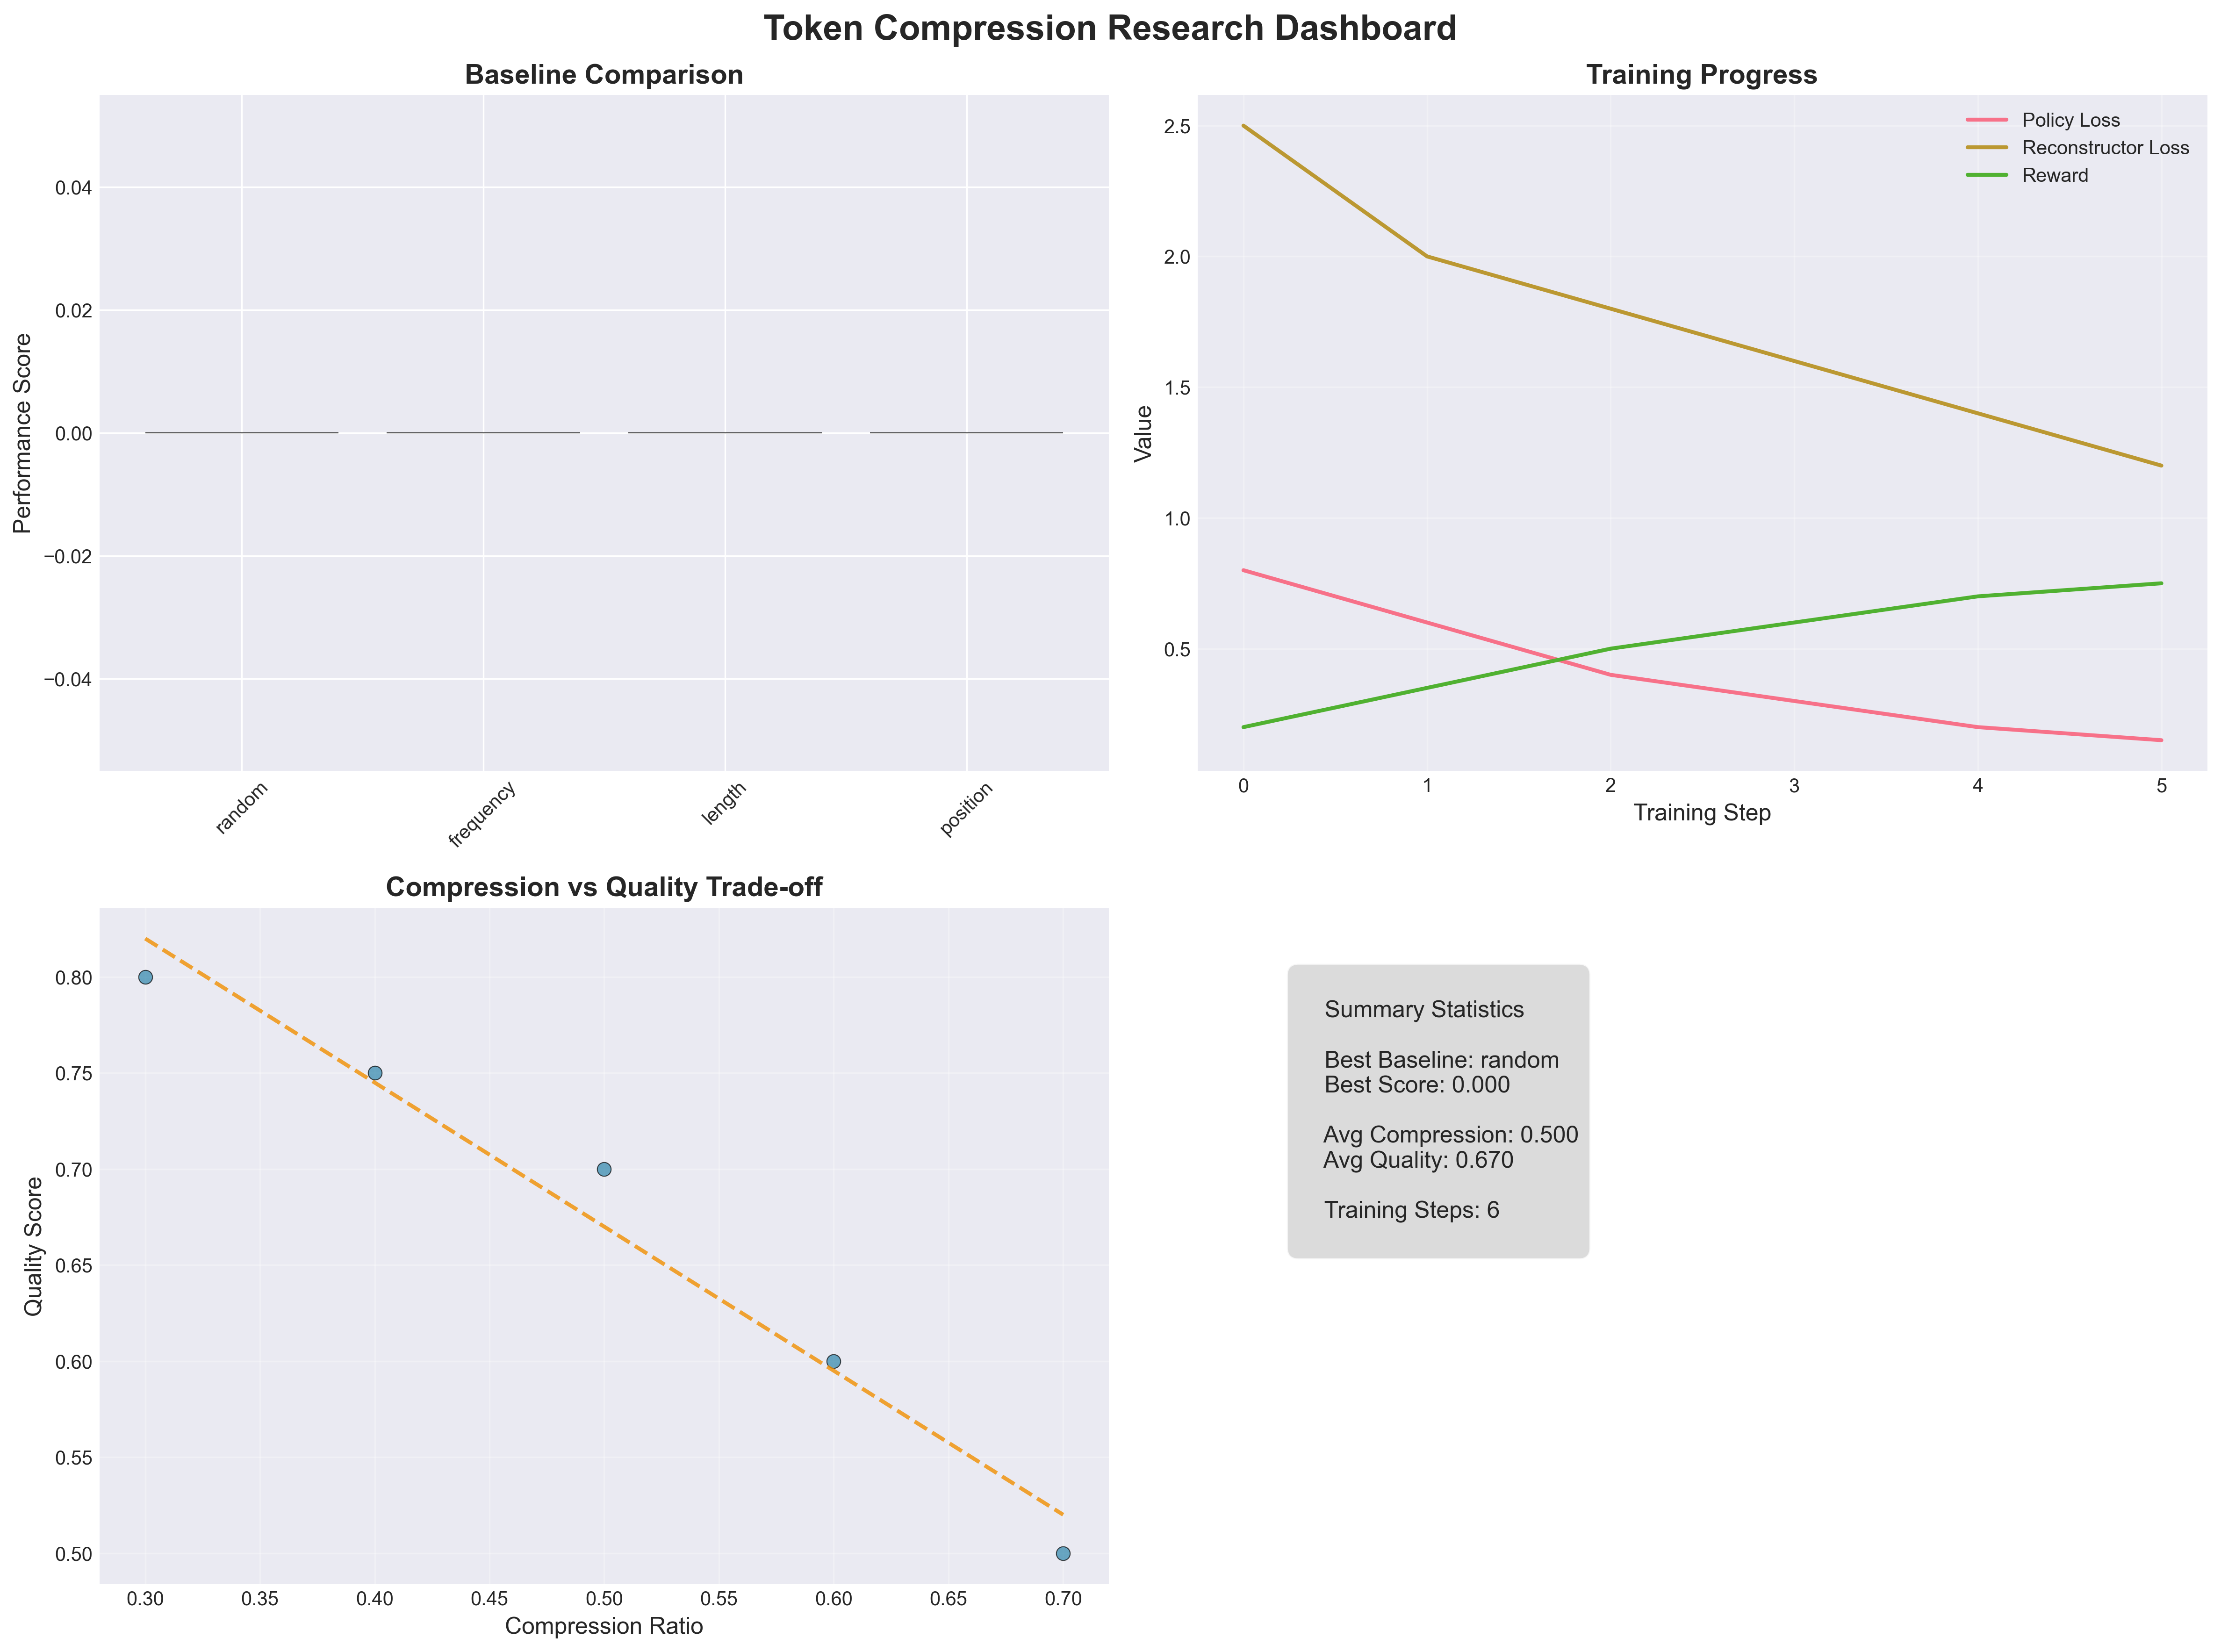 Token Compression Research Dashboard
Baseline Comparison
Performance Score
0.04
0.02
0.00
−0.02
−0.04
random
frequency
length
position
Training Progress
Value
2.5
2.0
1.5
1.0
0.5
Policy Loss
Reconstructor Loss
Reward
0 1 2 3 4 5
Training Step
Compression vs Quality Trade-off
Quality Score
0.80
0.75
0.70
0.65
0.60
0.55
0.50
0.30 0.35 0.40 0.45 0.50 0.55 0.60 0.65 0.70
Compression Ratio
Summary Statistics
Best Baseline: random
Best Score: 0.000
Avg Compression: 0.500
Avg Quality: 0.670
Training Steps: 6